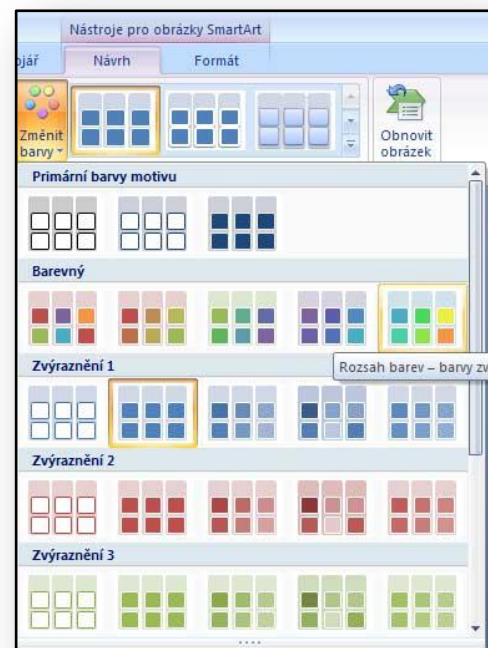 Nástroje pro obrázky SmartArt
ojář Návrh Formát
Změnit
barvy
Obnovit
obrázek
Primární barvy motivu
Barevný
Rozsah barev – barvy zv
Zvýraznění 1
Zvýraznění 2
Zvýraznění 3